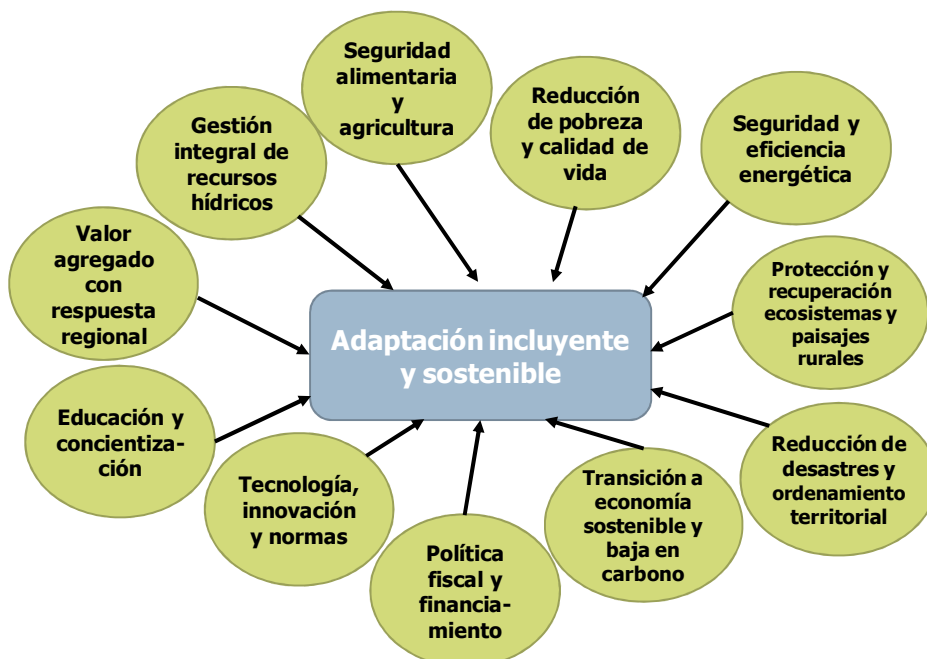 Seguridad
alimentaria
y
agricultura
Reducción
de pobreza
y calidad de
vida
Seguridad y
eficiencia
energética
Gestión
integral de
recursos
hídricos
Valor
agregado
con
respuesta
regional
Protección y
recuperación
ecosistemas y
paisajes
rurales
Adaptación incluyente
y sostenible
Educación y
concientiza-
ción
Reducción de
desastres y
ordenamiento
territorial
Tecnología,
innovación
y normas
Transición a
economía
sostenible y
baja en
carbono
Política
fiscal y
financia-
miento